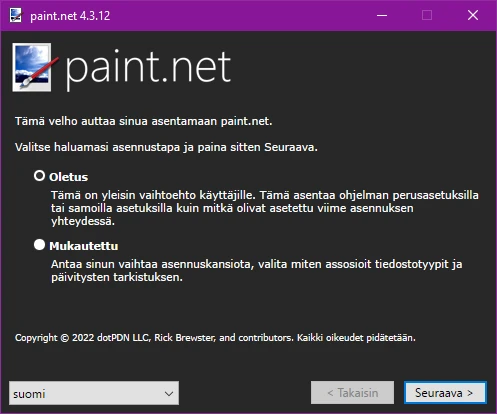 paint.net 4.3.12
paint.net
Tämä velho auttaa sinua asentamaan paint.net.
Valitse haluamasi asennustapa ja paina sitten Seuraava.
Oletus
Tämä on yleisin vaihtoehto käyttäjille. Tämä asentaa ohjelman perusasetuksilla
tai samoilla asetuksilla kuin mitkä olivat asetettu viime asennuksen
yhteydessä.
Mukautettu
Antaa sinun vaihtaa asennuskansiota, valita miten assosioit tiedostotyypit ja
päivitysten tarkistuksen.
Copyright © 2022 dotPDN LLC, Rick Brewster, and contributors. Kaikki oikeudet pidätetään.
suomi
< Takaisin
Seuraava >